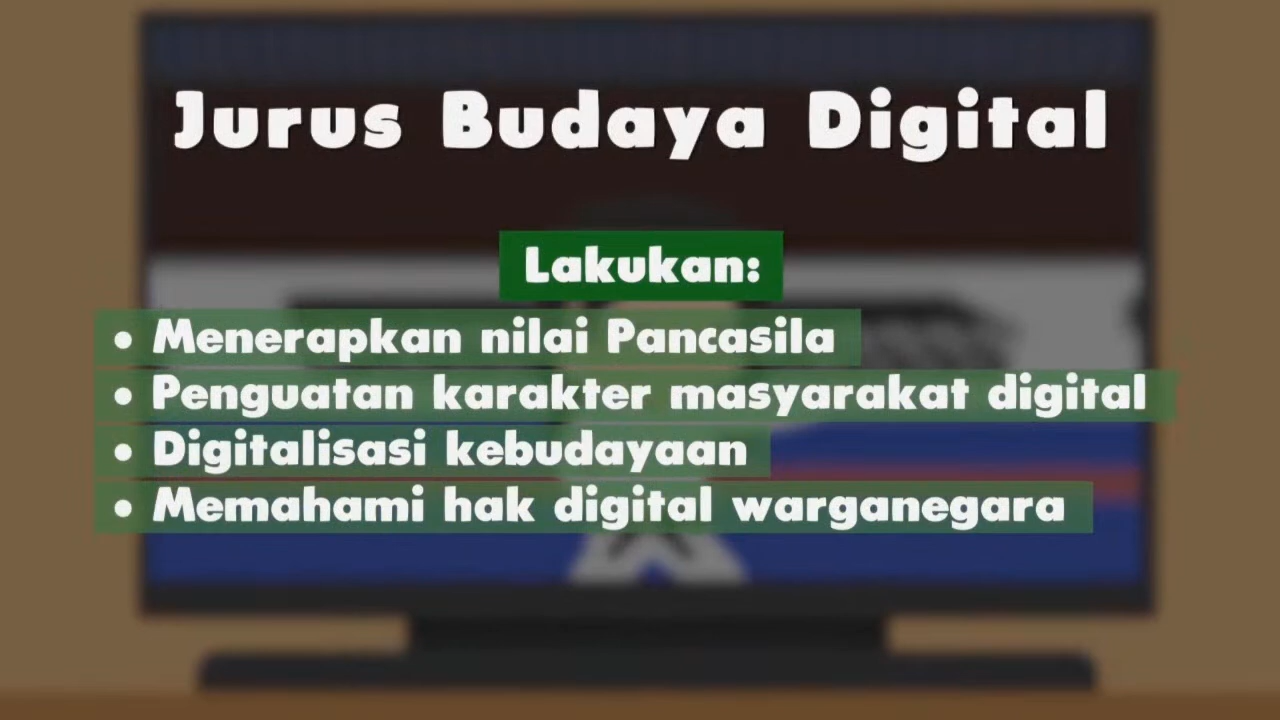 Jurus Budaya Digital
Lakukan:
• Menerapkan nilai Pancasila
• Penguatan karakter masyarakat digital
• Digitalisasi kebudayaan
• Memahami hak digital warganegara